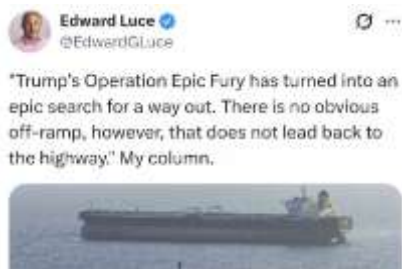 Edward Luce
@EdwardGLuce
"Trump's Operation Epic Fury has turned into an
epic search for a way out. There is no obvious
off-ramp, however, that does not lead back to
the highway." My column.